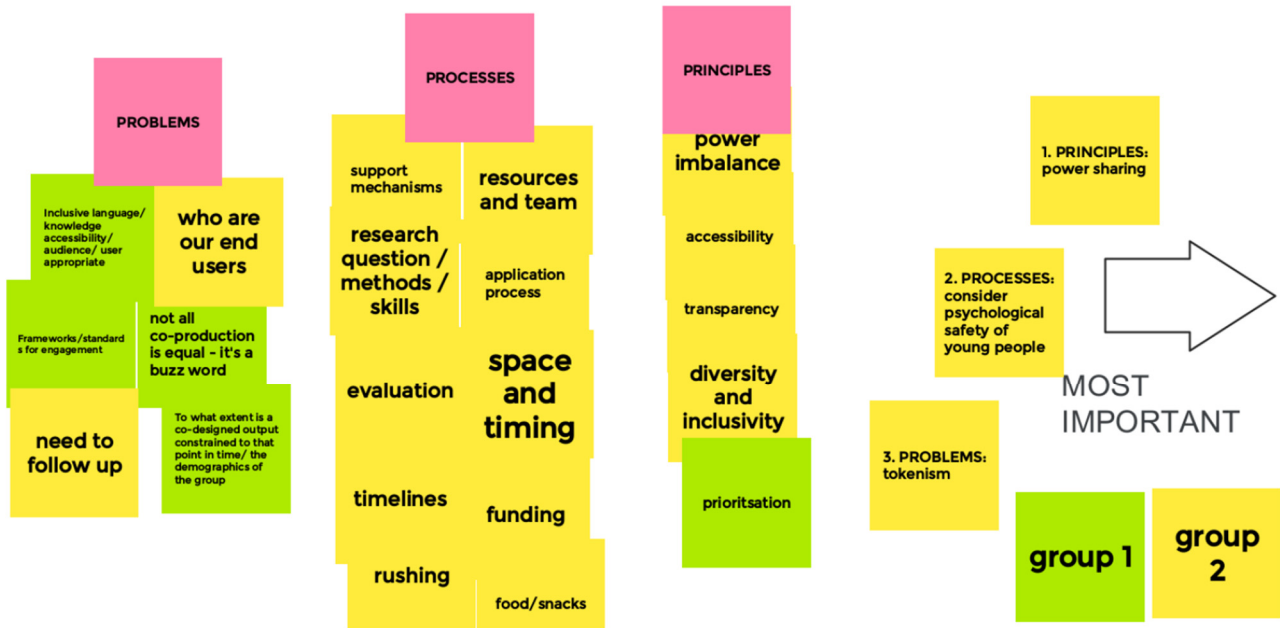 PROBLEMS
Inclusive language/
knowledge
accessibility/
audience/ user
appropriate
who are
our end
users
Frameworks/standard
s for engagement
not all
co-production
is equal - it's a
buzz word
need to
follow up
To what extent is a
co-designed output
constrained to that
point in time/ the
demographics of
the group
PROCESSES
support
mechanisms
resources
and team
research
question /
methods /
skills
application
process
evaluation
space
and
timing
timelines
funding
rushing
food/snacks
PRINCIPLES
power
imbalance
accessibility
transparency
diversity
and
inclusivity
prioritsation
1. PRINCIPLES:
power sharing
2. PROCESSES:
consider
psychological
safety of
young people
3. PROBLEMS:
tokenism
MOST
IMPORTANT
group 1
group
2